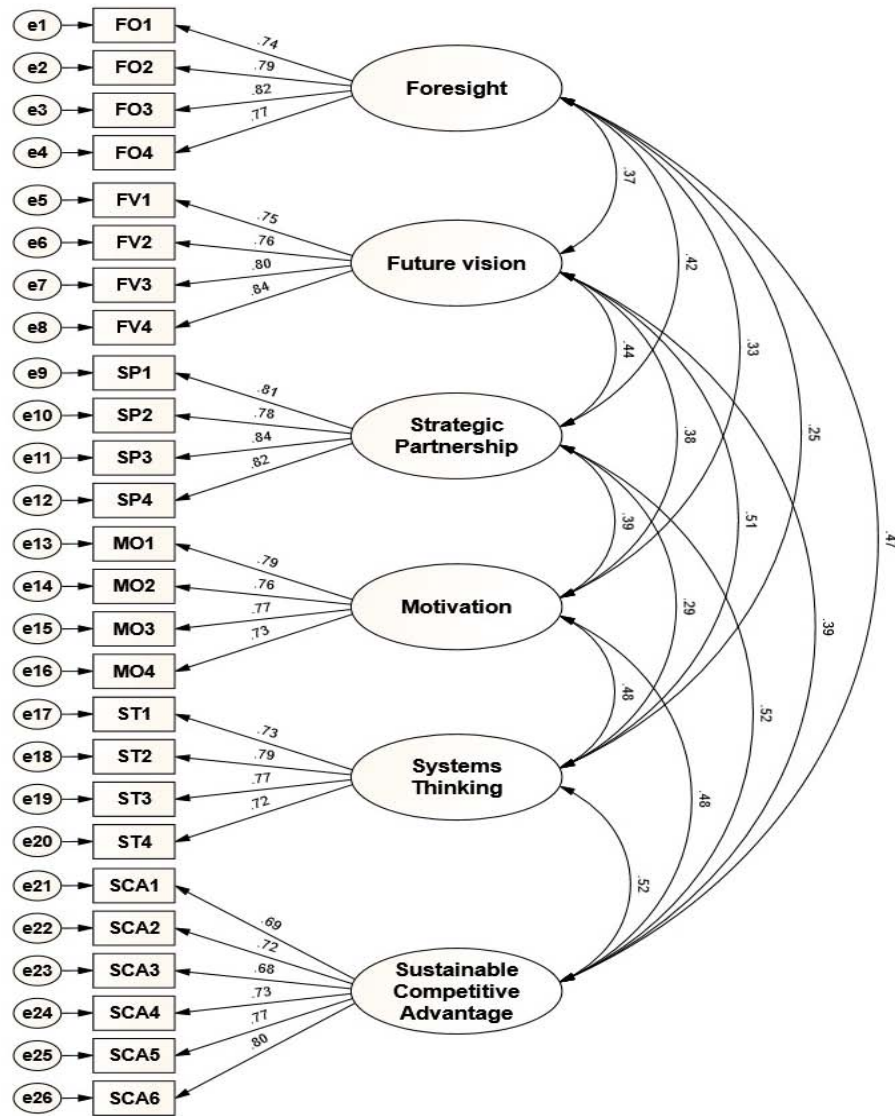 e1
FO1
.74
e2
FO2
.79
e3
FO3
.82
e4
FO4
.77
Foresight
e5
FV1
.75
e6
FV2
.76
e7
FV3
.80
e8
FV4
.84
Future vision
e9
SP1
.81
e10
SP2
.78
e11
SP3
.84
e12
SP4
.82
Strategic
Partnership
e13
MO1
.79
e14
MO2
.76
e15
MO3
.77
e16
MO4
.73
Motivation
e17
ST1
.73
e18
ST2
.79
e19
ST3
.77
e20
ST4
.72
Systems
Thinking
e21
SCA1
.69
e22
SCA2
.72
e23
SCA3
.68
e24
SCA4
.73
e25
SCA5
.77
e26
SCA6
.80
Sustainable
Competitive
Advantage
.37
.42
.44
.33
.38
.25
.39
.51
.47
.29
.39
.48
.52
.48
.52